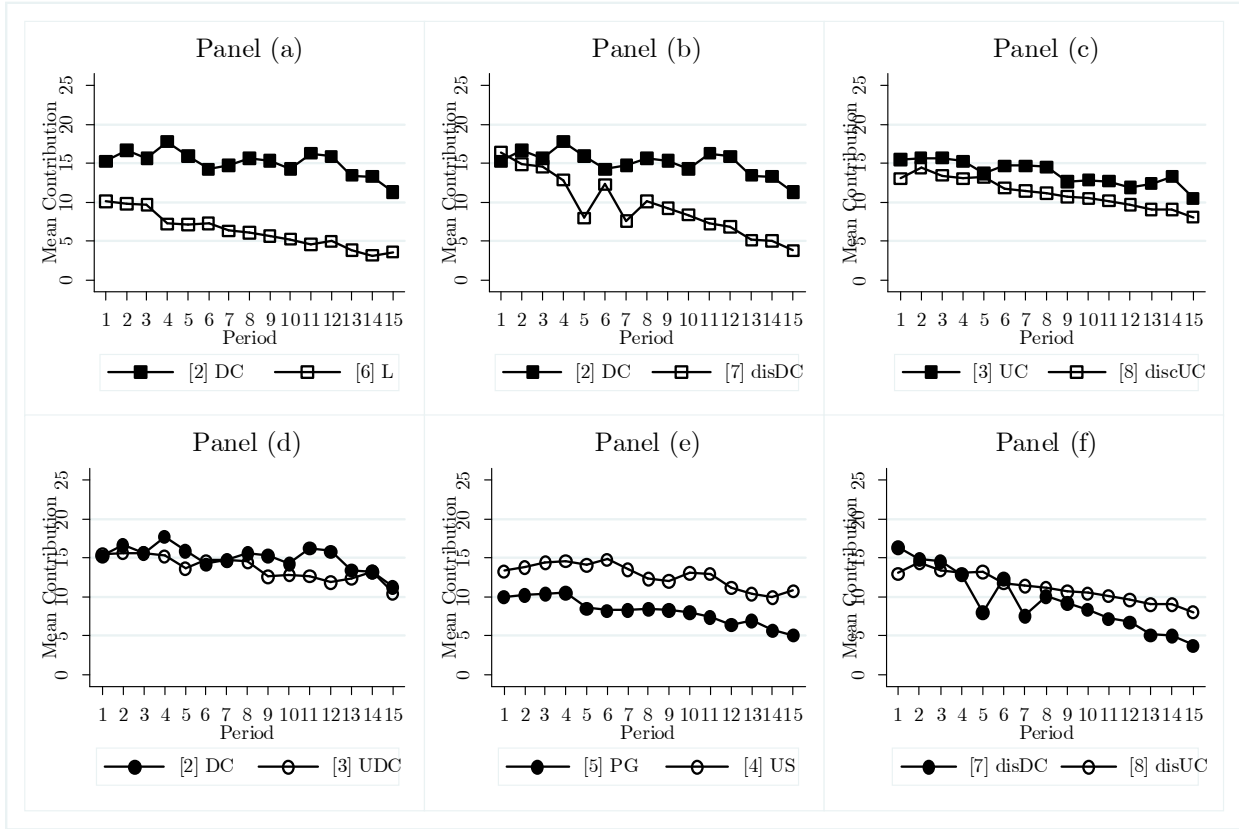 Panel (a)
Mean Contribution
0 5 10 15 20 25
1 2 3 4 5 6 7 8 9 10 11 12 13 14 15
Period
[2] DC [6] L
Panel (b)
Mean Contribution
0 5 10 15 20 25
1 2 3 4 5 6 7 8 9 10 11 12 13 14 15
Period
[2] DC [7] disDC
Panel (c)
Mean Contribution
0 5 10 15 20 25
1 2 3 4 5 6 7 8 9 10 11 12 13 14 15
Period
[3] UC [8] discUC
Panel (d)
Mean Contribution
0 5 10 15 20 25
1 2 3 4 5 6 7 8 9 10 11 12 13 14 15
Period
[2] DC [3] UDC
Panel (e)
Mean Contribution
0 5 10 15 20 25
1 2 3 4 5 6 7 8 9 10 11 12 13 14 15
Period
[5] PG [4] US
Panel (f)
Mean Contribution
0 5 10 15 20 25
1 2 3 4 5 6 7 8 9 10 11 12 13 14 15
Period
[7] disDC [8] disUC